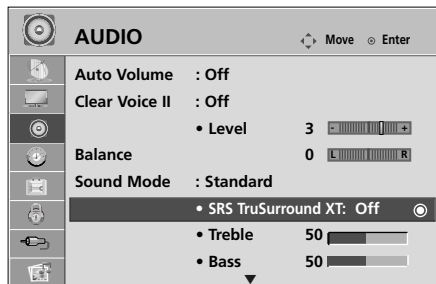 AUDIO Move Enter
Auto Volume : Off
Clear Voice II : Off
• Level 3 - +
Balance 0 L R
Sound Mode : Standard
• SRS TruSurround XT: Off
• Treble 50
• Bass 50